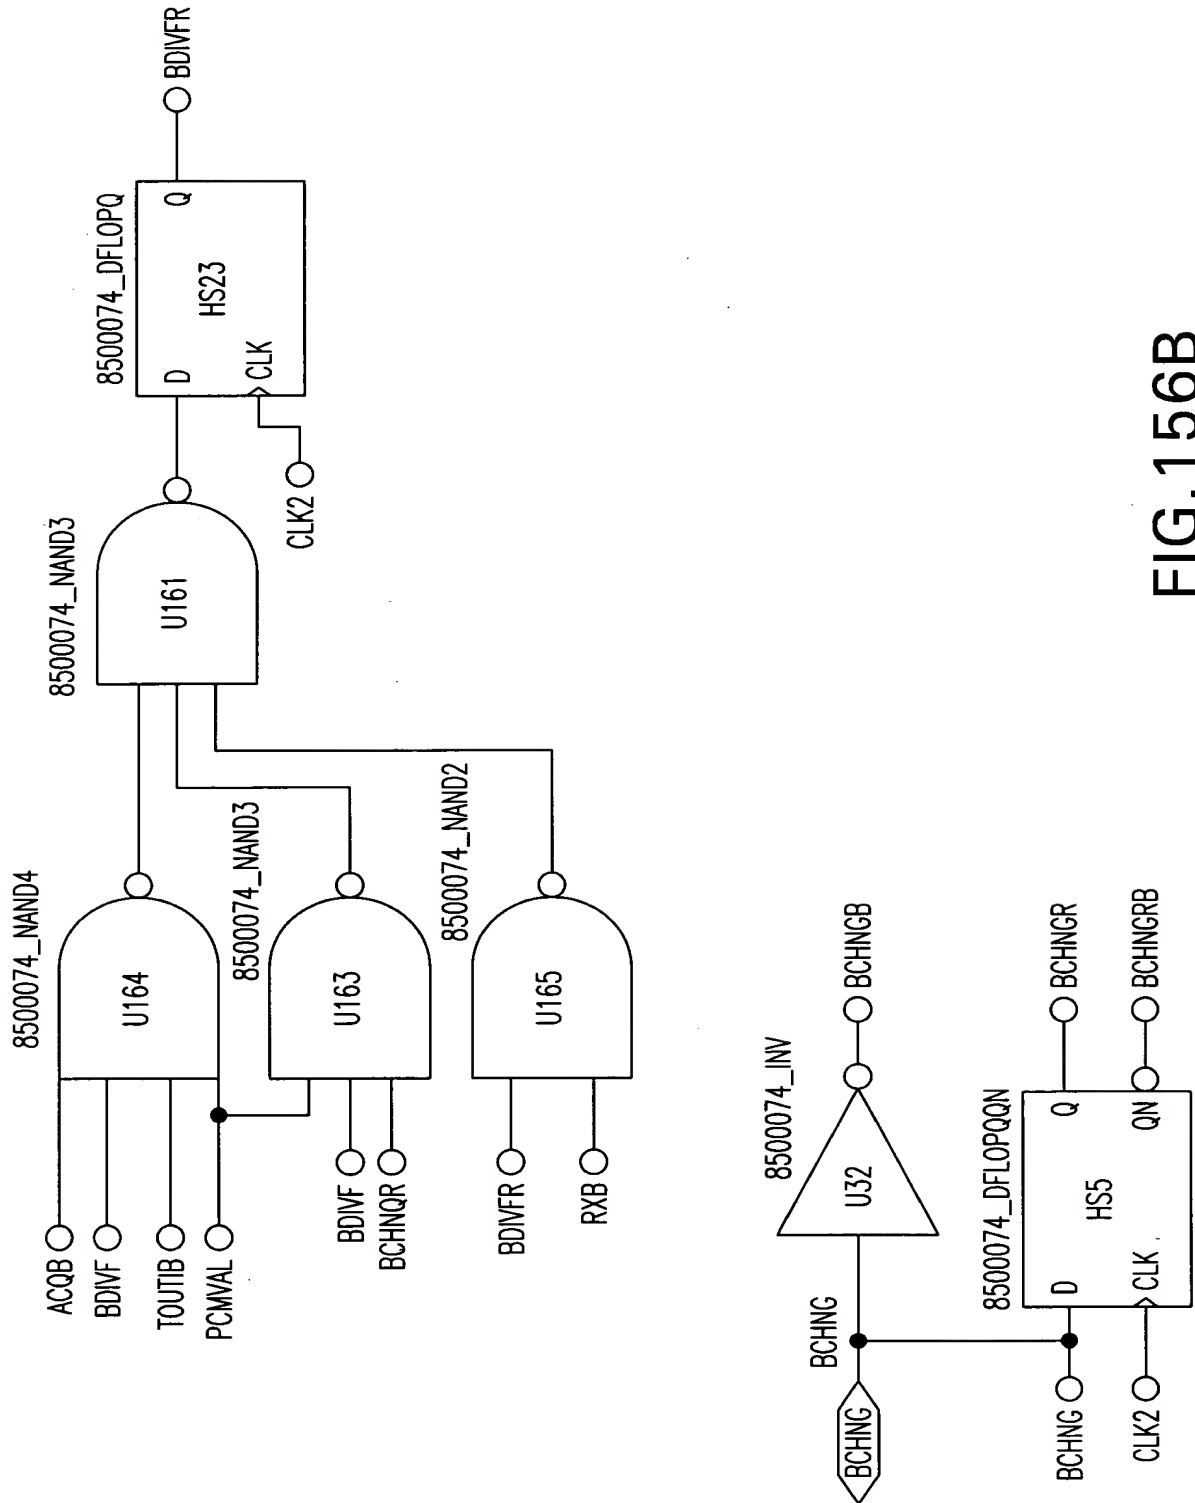 8500074_NAND4
ACQB
BDIVF
TOUTIB
PCMVAL
U164
8500074_NAND3
BDIVF
BCHNQR
U163
8500074_NAND2
BDIVFR
RXB
U165
8500074_NAND3
U161
8500074_DFLOPQ
D
Q
HS23
CLK
CLK2
BDIVFR
BCHNG
BCHNG
8500074_INV
U32
BCHNGB
8500074_DFLOPQQN
BCHNG
D
Q
BCHNGR
HS5
CLK2
CLK
QN
BCHNGRB
FIG.156B